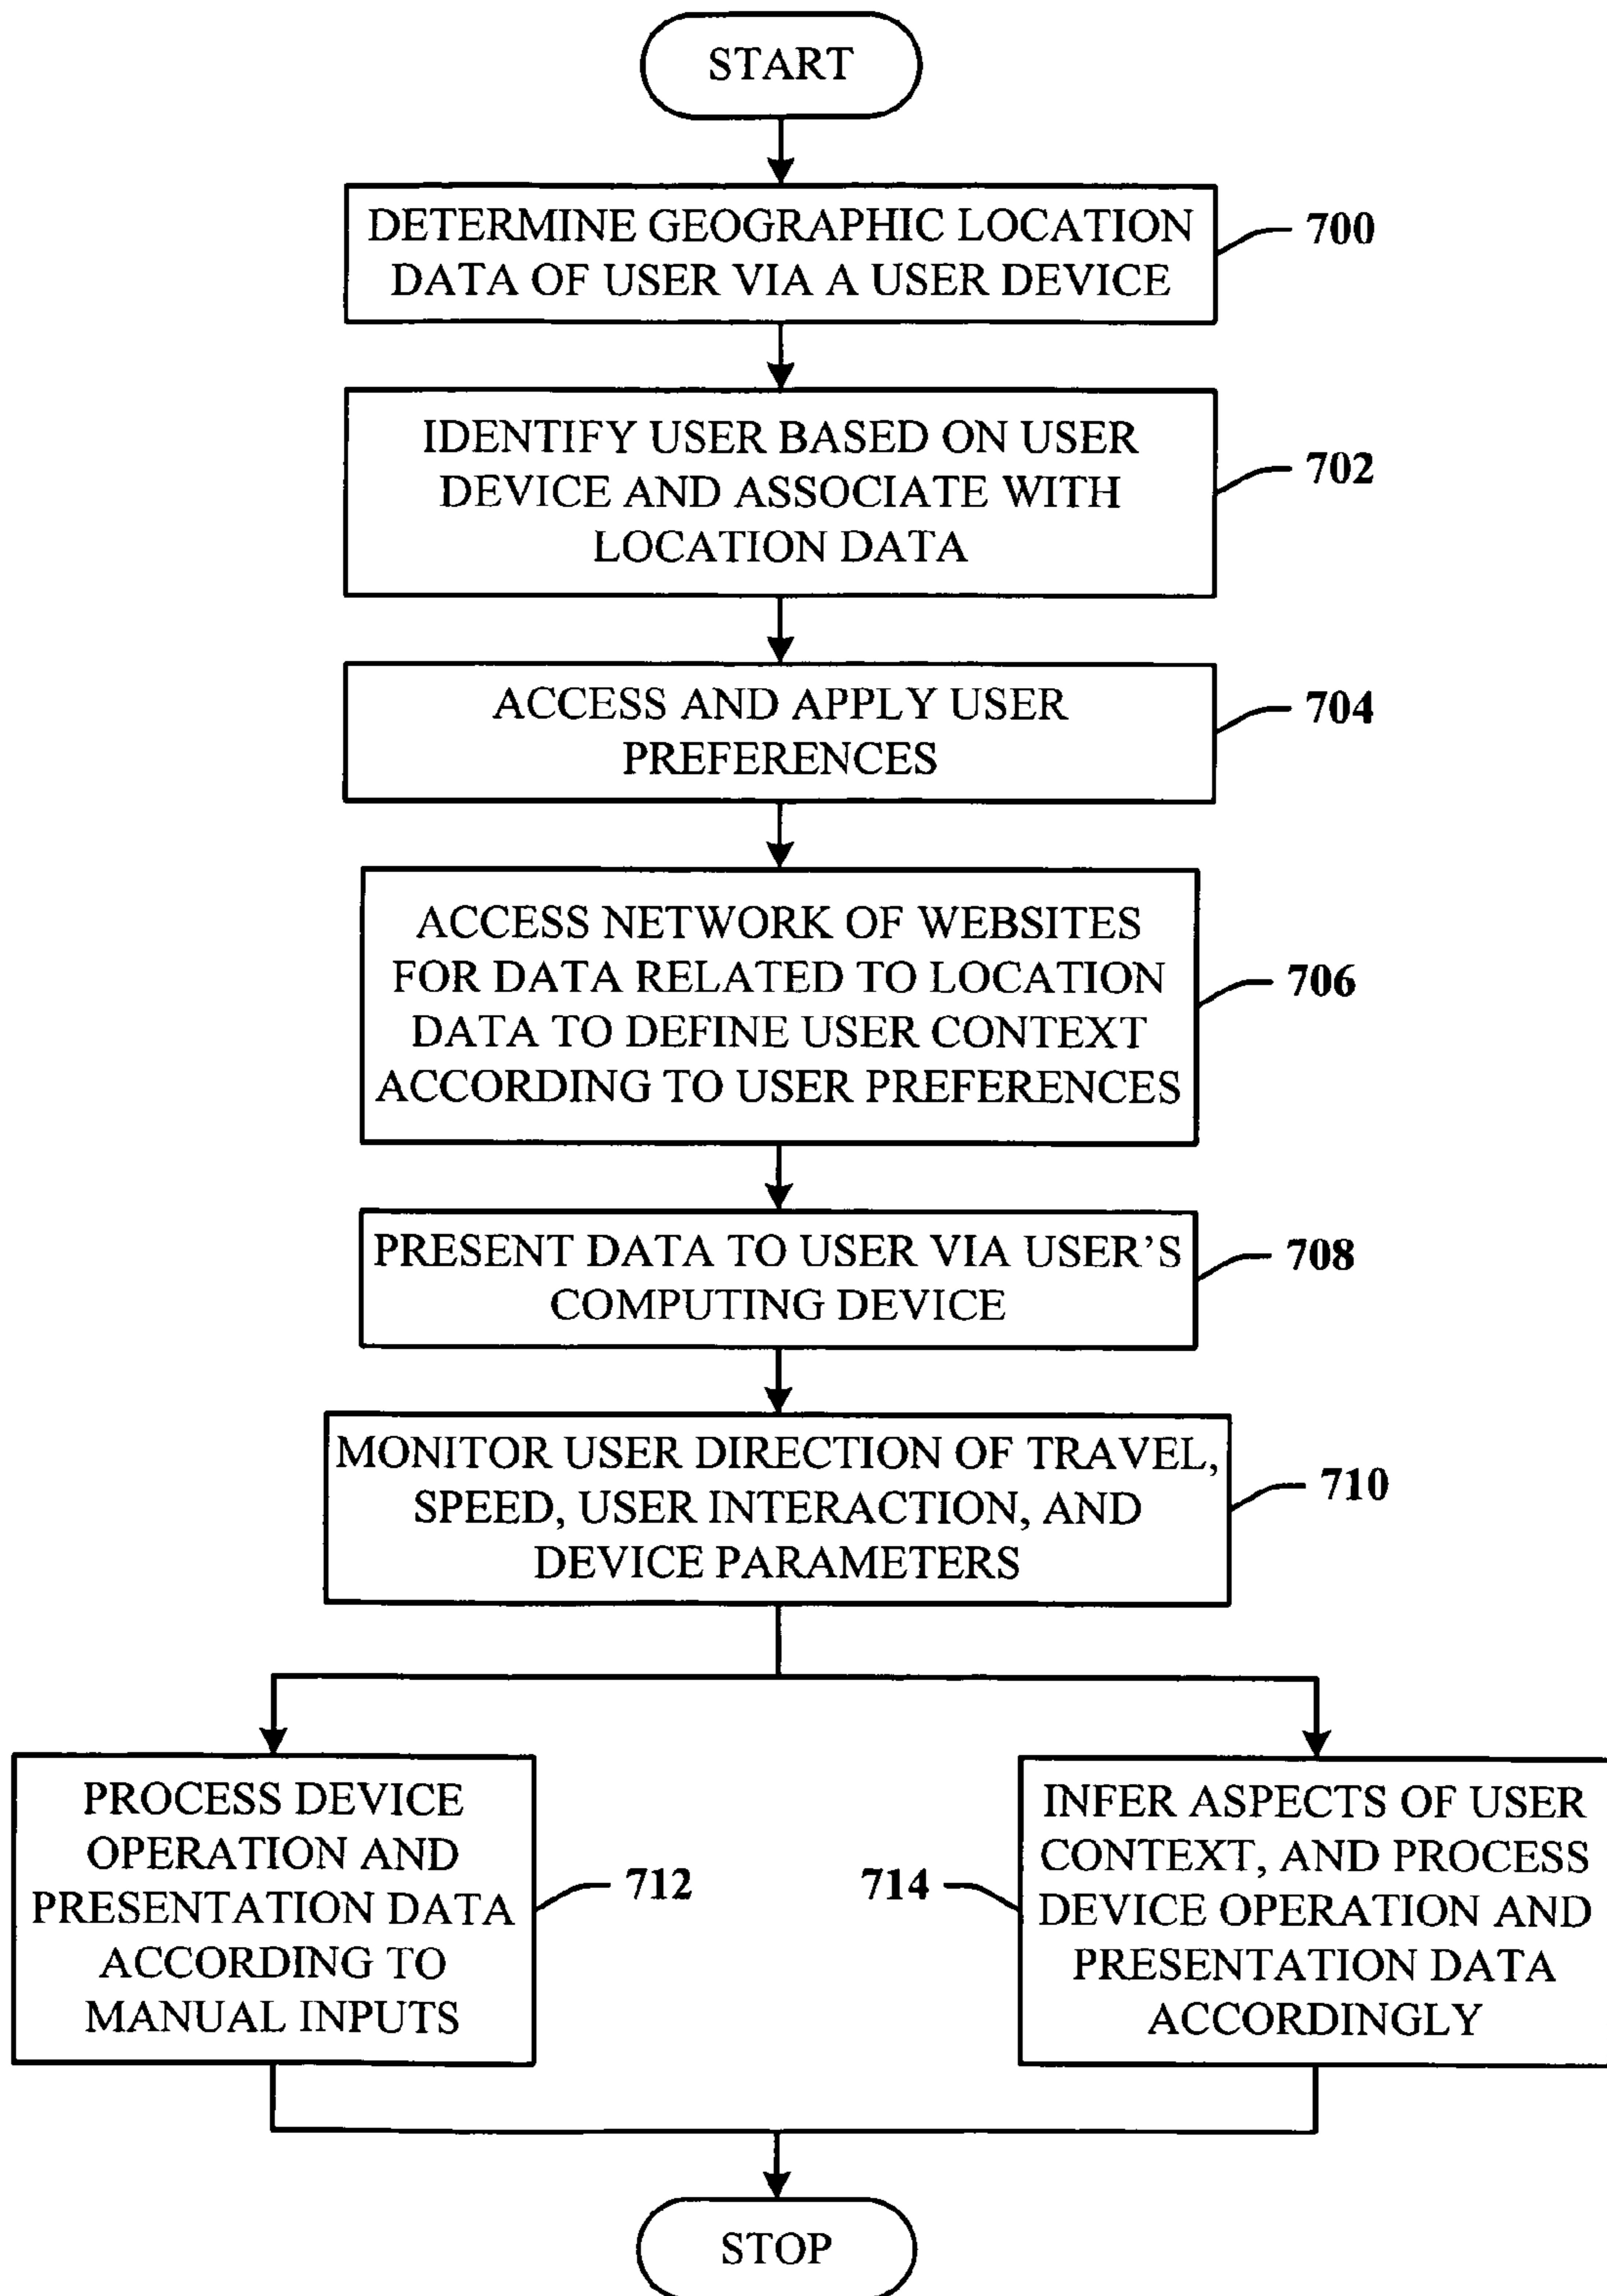 START
DETERMINE GEOGRAPHIC LOCATION
DATA OF USER VIA A USER DEVICE
700
IDENTIFY USER BASED ON USER
DEVICE AND ASSOCIATE WITH
LOCATION DATA
702
ACCESS AND APPLY USER
PREFERENCES
704
ACCESS NETWORK OF WEBSITES
FOR DATA RELATED TO LOCATION
DATA TO DEFINE USER CONTEXT
ACCORDING TO USER PREFERENCES
706
PRESENT DATA TO USER VIA USER’S
COMPUTING DEVICE
708
MONITOR USER DIRECTION OF TRAVEL,
SPEED, USER INTERACTION, AND
DEVICE PARAMETERS
710
PROCESS DEVICE
OPERATION AND
PRESENTATION DATA
ACCORDING TO
MANUAL INPUTS
712
714
INFER ASPECTS OF USER
CONTEXT, AND PROCESS
DEVICE OPERATION AND
PRESENTATION DATA
ACCORDINGLY
STOP